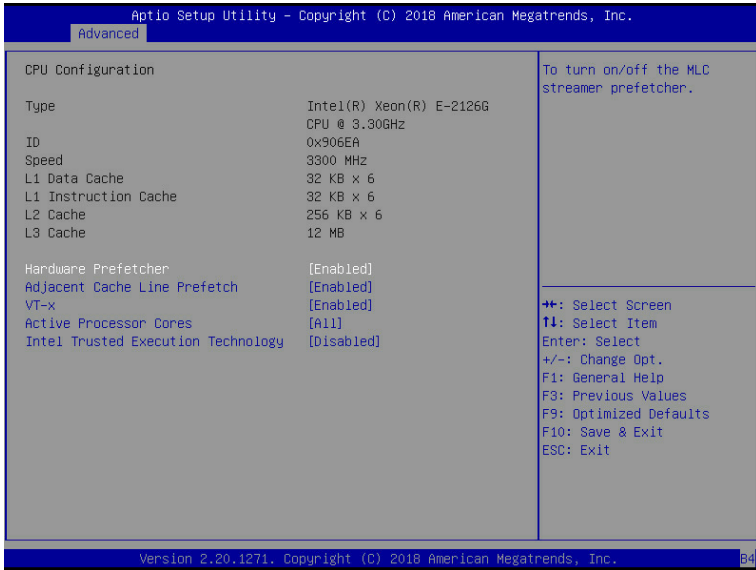 Aptio Setup Utility – Copyright (C) 2018 American Megatrends, Inc.
Advanced
CPU Configuration
Type Intel(R) Xeon(R) E-2126G
CPU @ 3.30GHz
ID 0x906EA
Speed 3300 MHz
L1 Data Cache 32 KB x 6
L1 Instruction Cache 32 KB x 6
L2 Cache 256 KB x 6
L3 Cache 12 MB
Hardware Prefetcher [Enabled]
Adjacent Cache Line Prefetch [Enabled]
VT-x [Enabled]
Active Processor Cores [All]
Intel Trusted Execution Technology [Disabled]
To turn on/off the MLC
streamer prefetcher.
→←: Select Screen
↑↓: Select Item
Enter: Select
+/-: Change Opt.
F1: General Help
F3: Previous Values
F9: Optimized Defaults
F10: Save & Exit
ESC: Exit
Version 2.20.1271. Copyright (C) 2018 American Megatrends, Inc.
B4